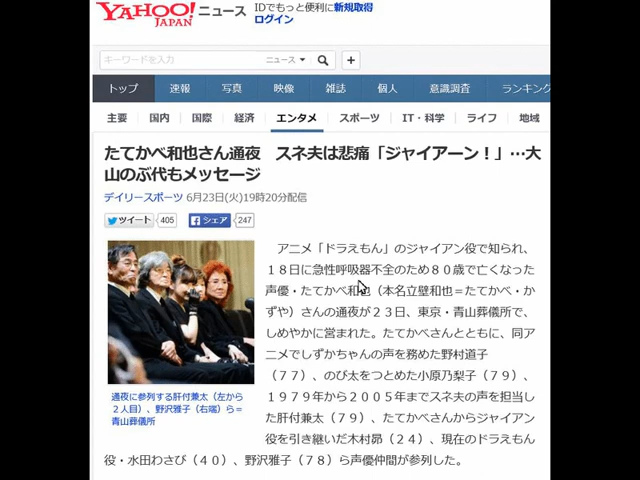 YAHOO! ニュース
JAPAN
IDでもっと便利に新規取得
ログイン
キーワードを入力
ニュース
+
トップ 速報 写真 映像 雑誌 個人 意識調査 ランキング
主要 国内 国際 経済 エンタメ スポーツ IT・科学 ライフ 地域
たてかべ和也さん通夜 スネ夫は悲痛「ジャイアーン！」…大
山のぶ代もメッセージ
デイリースポーツ 6月23日(火)19時20分配信
ツイート 405 シェア 247
アニメ「ドラえもん」のジャイアン役で知られ、
１８日に急性呼吸器不全のため８０歳で亡くなった
声優・たてかべ和也（本名立壁和也＝たてかべ・か
ずや）さんの通夜が２３日、東京・青山葬儀所で、
しめやかに営まれた。たてかべさんとともに、同ア
ニメでしずかちゃんの声を務めた野村道子
（７７）、のび太をつとめた小原乃梨子（７９）、
１９７９年から２００５年までスネ夫の声を担当し
た肝付兼太（７９）、たてかべさんからジャイアン
役を引き継いだ木村昴（２４）、現在のドラえもん
役・水田わさび（４０）、野沢雅子（７８）ら声優仲間が参列した。
通夜に参列する肝付兼太（左から
２人目）、野沢雅子（右端）ら＝
青山葬儀所